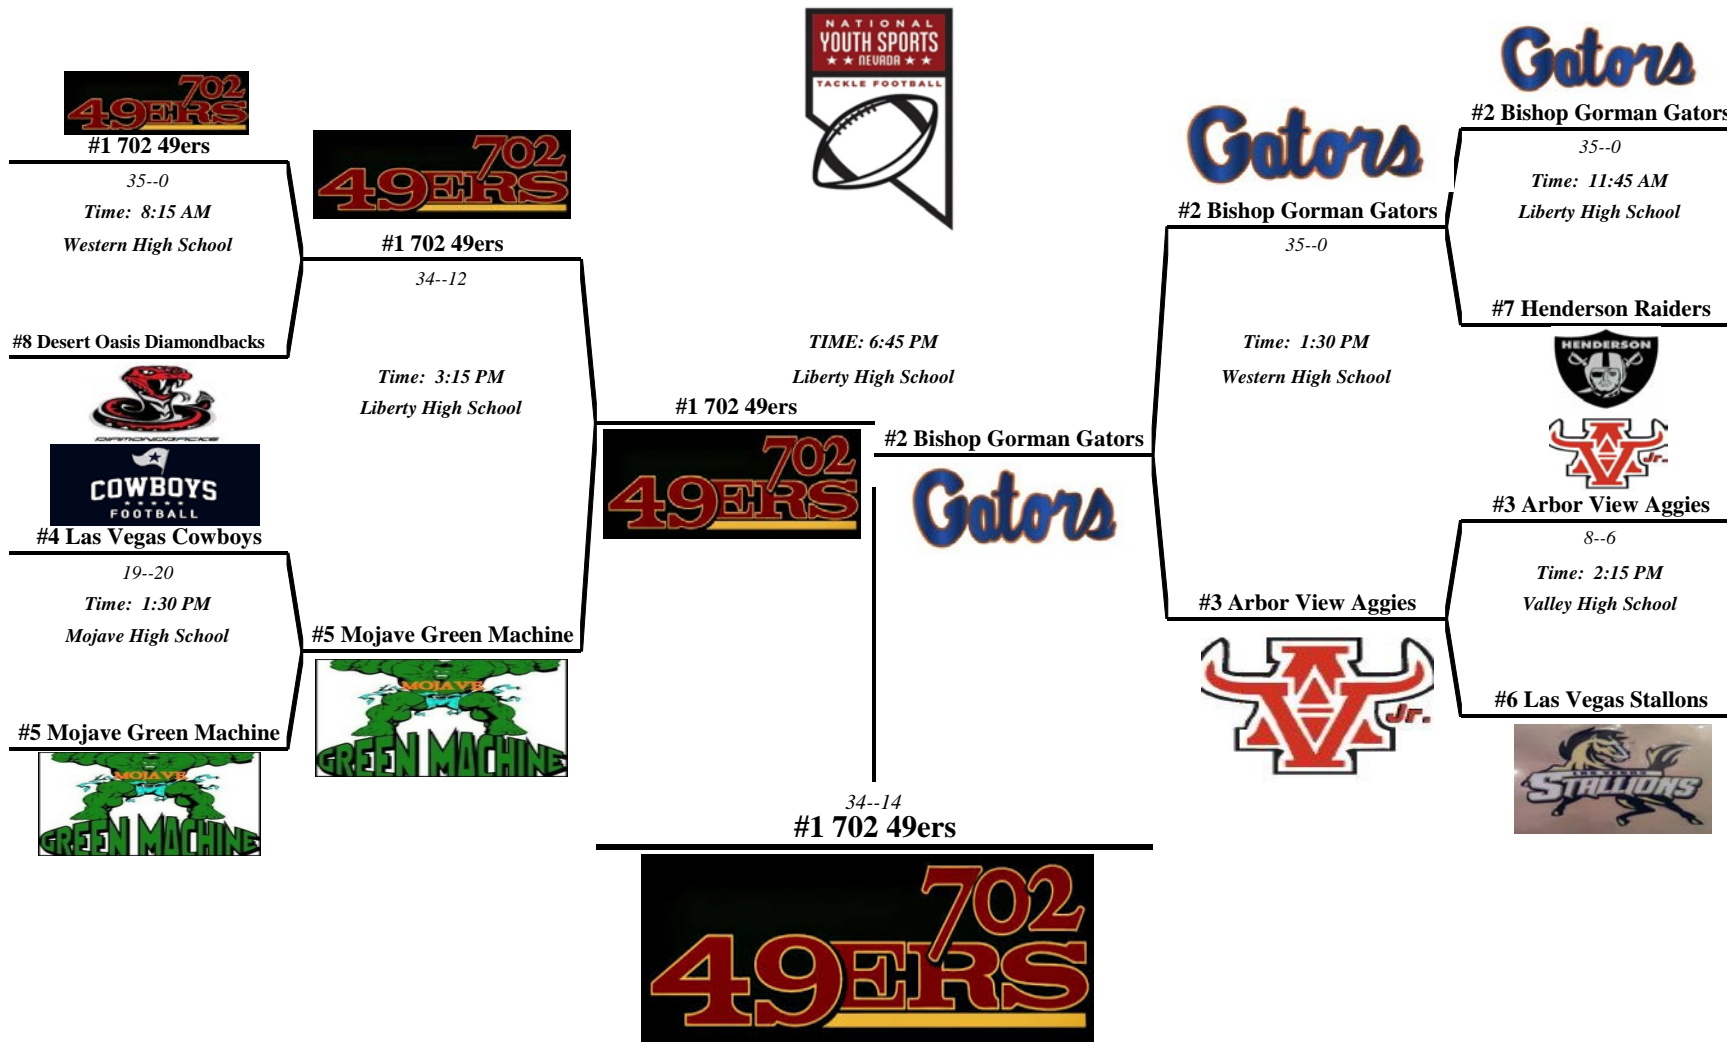 NATIONAL
YOUTH SPORTS
NEVADA
TACKLE FOOTBALL
702
49ERS
#1 702 49ers
35--0
Time: 8:15 AM
Western High School
#8 Desert Oasis Diamondbacks
DIAMONDBACKS
COWBOYS
FOOTBALL
#4 Las Vegas Cowboys
19--20
Time: 1:30 PM
Mojave High School
#5 Mojave Green Machine
MOJAVE
GREEN MACHINE
702
49ERS
#1 702 49ers
34--12
Time: 3:15 PM
Liberty High School
#5 Mojave Green Machine
MOJAVE
GREEN MACHINE
TIME: 6:45 PM
Liberty High School
#1 702 49ers
702
49ERS
#2 Bishop Gorman Gators
Gators
34--14
#1 702 49ers
702
49ERS
Gators
#2 Bishop Gorman Gators
35--0
Time: 1:30 PM
Western High School
#3 Arbor View Aggies
AV Jr.
Gators
#2 Bishop Gorman Gators
35--0
Time: 11:45 AM
Liberty High School
#7 Henderson Raiders
HENDERSON
AV Jr.
#3 Arbor View Aggies
8--6
Time: 2:15 PM
Valley High School
#6 Las Vegas Stallons
LAS VEGAS
STALLIONS